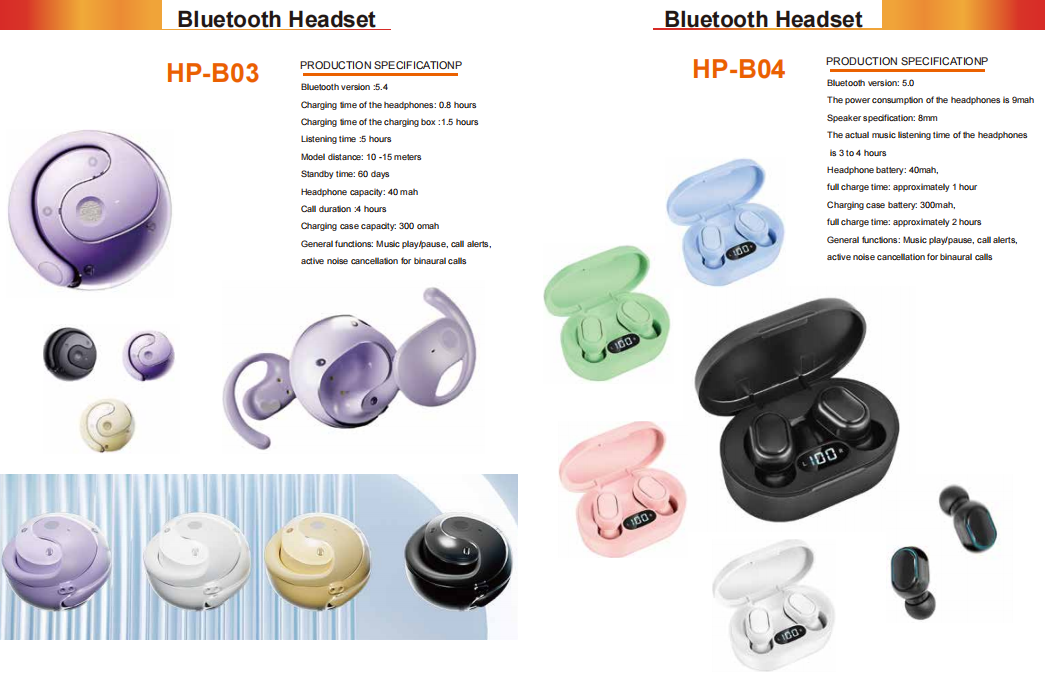 Bluetooth Headset
HP-B03
PRODUCTION SPECIFICATIONP
Bluetooth version :5.4
Charging time of the headphones: 0.8 hours
Charging time of the charging box :1.5 hours
Listening time :5 hours
Model distance: 10 -15 meters
Standby time: 60 days
Headphone capacity: 40 mah
Call duration :4 hours
Charging case capacity: 300 omah
General functions: Music play/pause, call alerts,
active noise cancellation for binaural calls
Bluetooth Headset
HP-B04
PRODUCTION SPECIFICATIONP
Bluetooth version: 5.0
The power consumption of the headphones is 9mah
Speaker specification: 8mm
The actual music listening time of the headphones
is 3 to 4 hours
Headphone battery: 40mah,
full charge time: approximately 1 hour
Charging case battery: 300mah,
full charge time: approximately 2 hours
General functions: Music play/pause, call alerts,
active noise cancellation for binaural calls
100
100
L 100 R
100
100